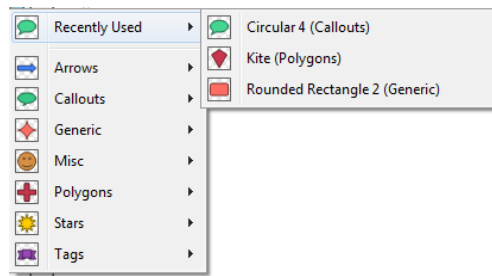 Recently Used
Circular 4 (Callouts)
Kite (Polygons)
Rounded Rectangle 2 (Generic)
Arrows
Callouts
Generic
Misc
Polygons
Stars
Tags